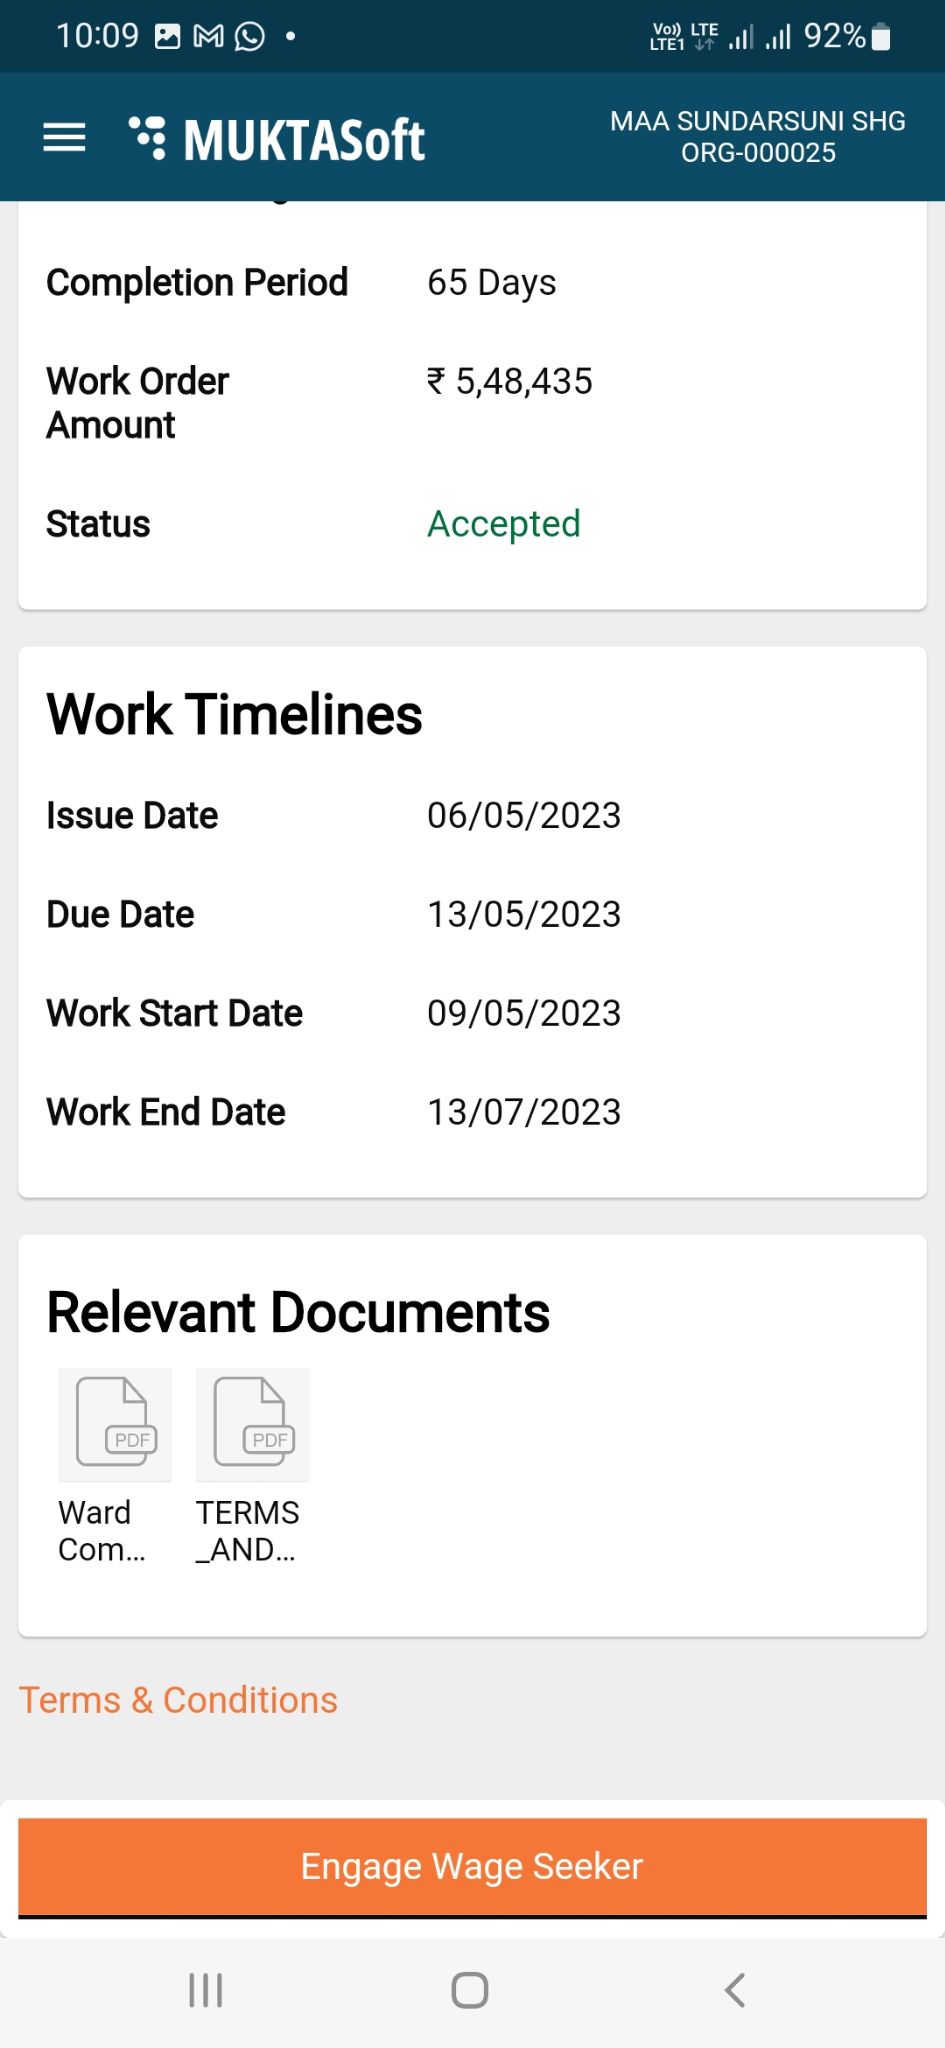 10:09
Vo)) LTE
LTE1
92%
MUKTASoft
MAA SUNDARSUNI SHG
ORG-000025
Completion Period 65 Days
Work Order ₹ 5,48,435
Amount
Status Accepted
Work Timelines
Issue Date 06/05/2023
Due Date 13/05/2023
Work Start Date 09/05/2023
Work End Date 13/07/2023
Relevant Documents
PDF PDF
Ward TERMS
Com... _AND...
Terms & Conditions
Engage Wage Seeker